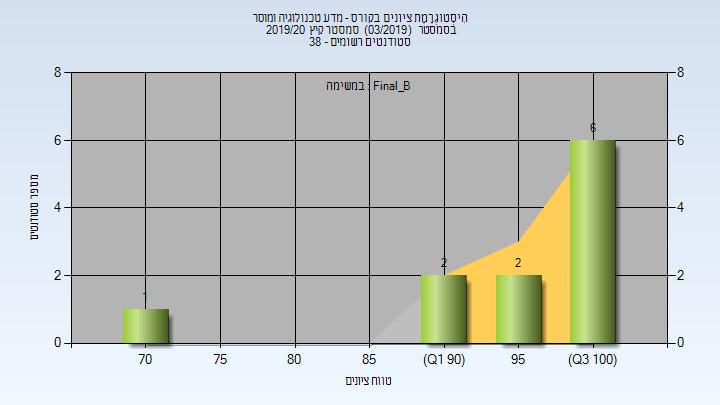 היסטוגרמת ציונים בקורס - מדע טכנולוגיה ומוסר
בסמסטר (03/2019) סמסטר קיץ 2019/20
סטודנטים רשומים - 38
במשימה : Final_B
8 8
6 6
4 4
2 2
0 0
1 2 2 6
מספר סטודנטים
70 75 80 85 (Q1 90) 95 (Q3 100)
טווח ציונים